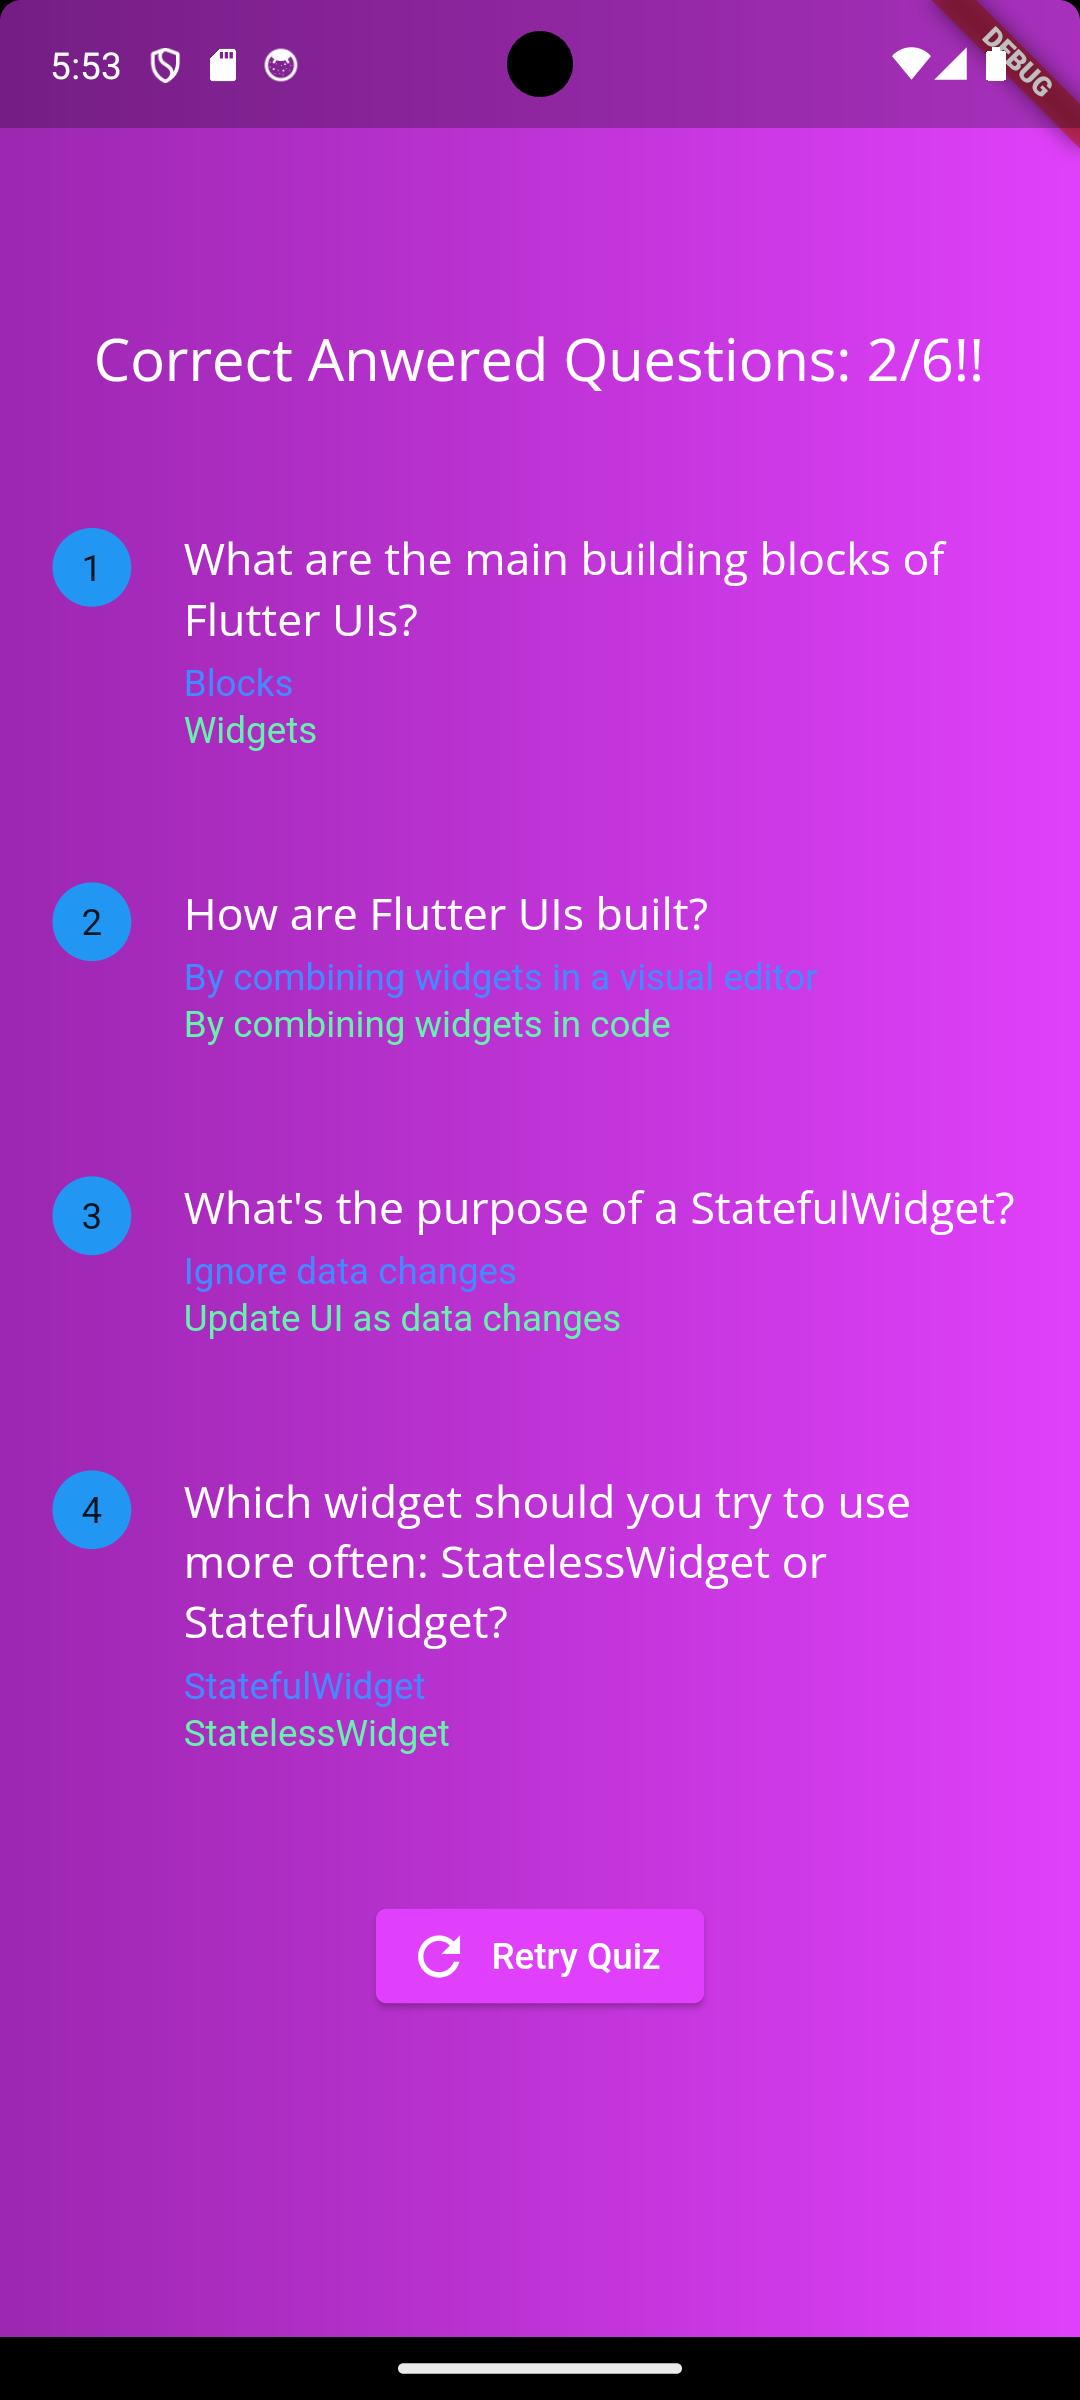 5:53
DEBUG
Correct Anwered Questions: 2/6!!
1
What are the main building blocks of
Flutter UIs?
Blocks
Widgets
2
How are Flutter UIs built?
By combining widgets in a visual editor
By combining widgets in code
3
What's the purpose of a StatefulWidget?
Ignore data changes
Update UI as data changes
4
Which widget should you try to use
more often: StatelessWidget or
StatefulWidget?
StatefulWidget
StatelessWidget
Retry Quiz